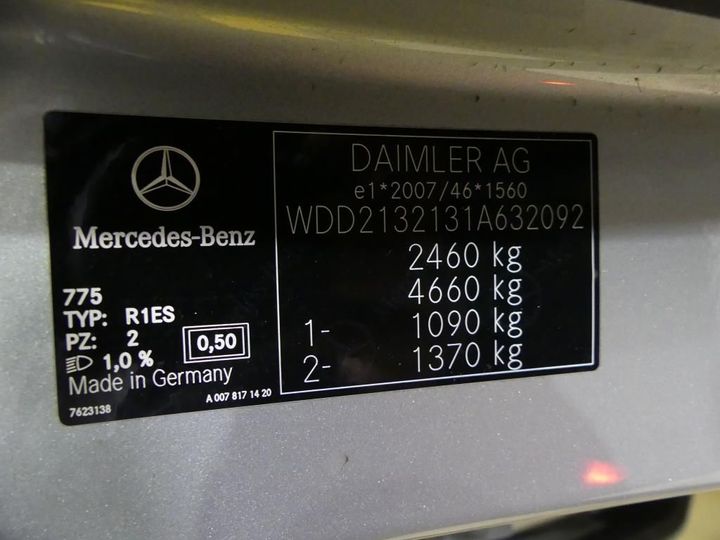 Mercedes-Benz
775
TYP: R1ES
PZ: 2
1,0 %
0,50
Made in Germany
7623138
A 007 817 14 20
DAIMLER AG
e1*2007/46*1560
WDD2132131A632092
2460 kg
4660 kg
1- 1090 kg
2- 1370 kg